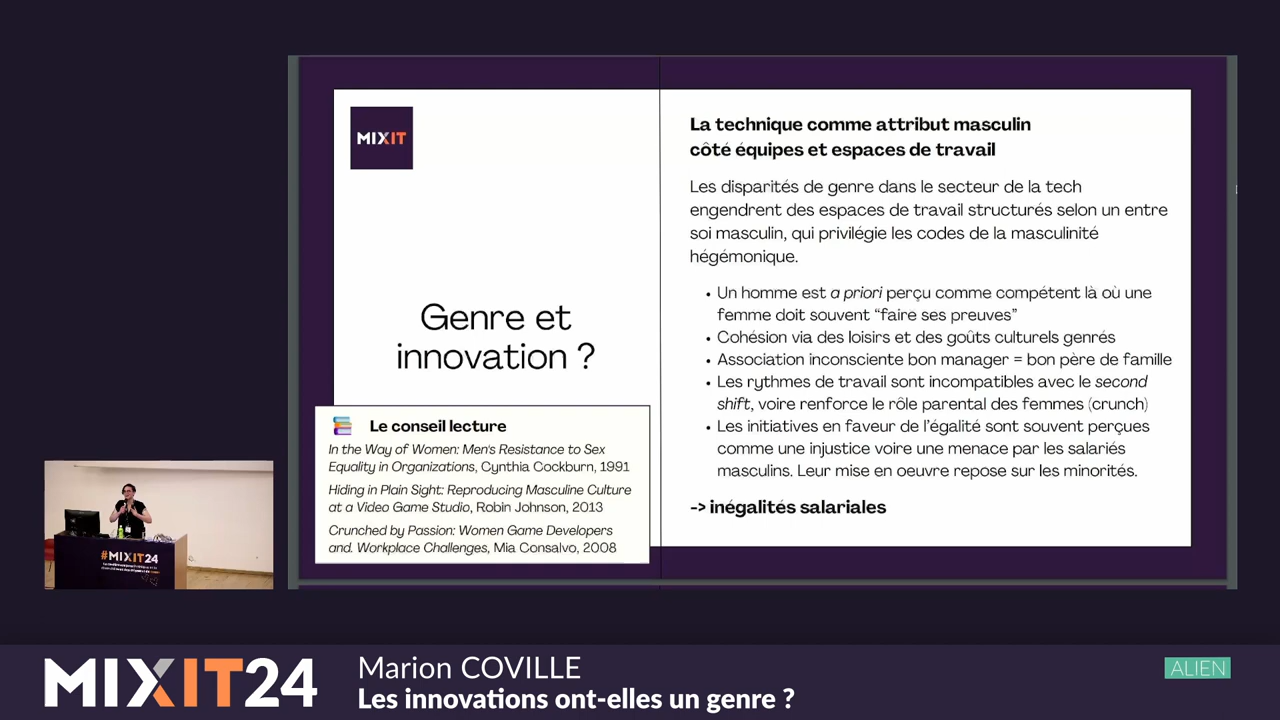 MIXIT
Genre et
innovation ?
Le conseil lecture
In the Way of Women: Men's Resistance to Sex
Equality in Organizations, Cynthia Cockburn, 1991
Hiding in Plain Sight: Reproducing Masculine Culture
at a Video Game Studio, Robin Johnson, 2013
Crunched by Passion: Women Game Developers
and. Workplace Challenges, Mia Consalvo, 2008
La technique comme attribut masculin
côté équipes et espaces de travail
Les disparités de genre dans le secteur de la tech
engendrent des espaces de travail structurés selon un entre
soi masculin, qui privilégie les codes de la masculinité
hégémonique.
• Un homme est a priori perçu comme compétent là où une
femme doit souvent “faire ses preuves”
• Cohésion via des loisirs et des goûts culturels genrés
• Association inconsciente bon manager = bon père de famille
• Les rythmes de travail sont incompatibles avec le second
shift, voire renforce le rôle parental des femmes (crunch)
• Les initiatives en faveur de l’égalité sont souvent perçues
comme une injustice voire une menace par les salariés
masculins. Leur mise en oeuvre repose sur les minorités.
-> inégalités salariales
#MIXIT24
MIXIT24
Marion COVILLE
Les innovations ont-elles un genre ?
ALIEN